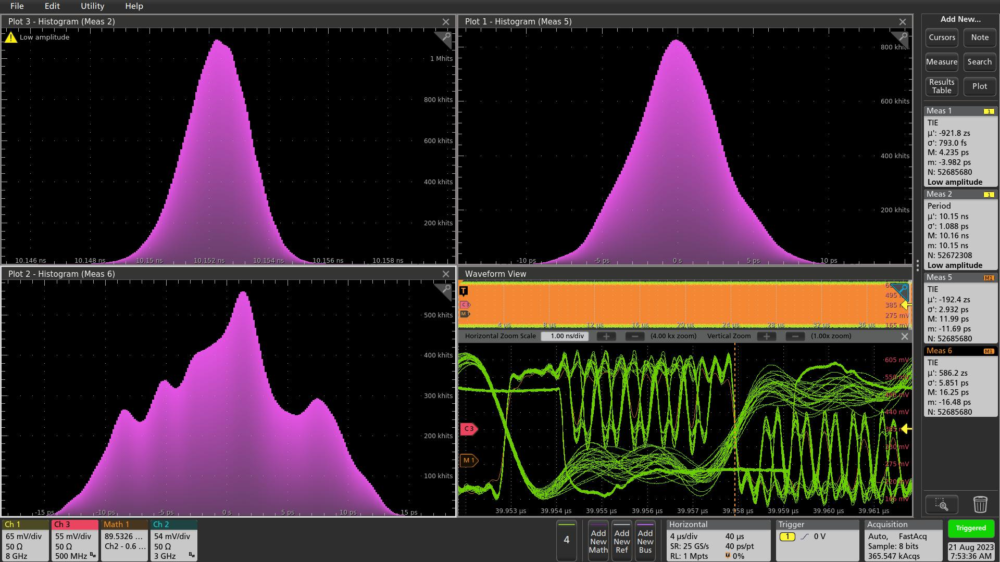 File Edit Utility Help
Plot 3 - Histogram (Meas 2)
Low amplitude
1 Mhits
800 khits
600 khits
400 khits
200 khits
10.146 ns 10.148 ns 10.15 ns 10.152 ns 10.154 ns 10.156 ns 10.158 ns
Plot 1 - Histogram (Meas 5)
800 khits
600 khits
400 khits
200 khits
-10 ps -5 ps 0 s 5 ps 10 ps
Plot 2 - Histogram (Meas 6)
500 khits
400 khits
300 khits
200 khits
100 khits
-15 ps -10 ps -5 ps 0 s 5 ps 10 ps 15 ps
Waveform View
T
C 3
M 1
495 mV
385 mV
275 mV
165 mV
4 µs 8 µs 12 µs 16 µs 20 µs 24 µs 28 µs 32 µs 36 µs
Horizontal Zoom Scale 1.00 ns/div + − (4.00 kx zoom) Vertical Zoom + − (1.00x zoom)
605 mV
550 mV
495 mV
440 mV
385 mV
330 mV
275 mV
220 mV
165 mV
C 3
M 1
39.953 µs 39.954 µs 39.955 µs 39.956 µs 39.957 µs 39.958 µs 39.959 µs 39.960 µs 39.961 µs
Add New...
Cursors Note
Measure Search
Results Table Plot
Meas 1 1
TIE
µ': -921.8 zs
σ': 793.0 fs
M: 4.235 ps
m: -3.982 ps
N: 52685680
Low amplitude
Meas 2 1
Period
µ': 10.15 ns
σ': 1.088 ps
M: 10.16 ns
m: 10.15 ns
N: 52672308
Low amplitude
Meas 5 M1
TIE
µ': -192.4 zs
σ': 2.932 ps
M: 11.99 ps
m: -11.69 ps
N: 52685680
Meas 6 M1
TIE
µ': 586.2 zs
σ': 5.851 ps
M: 16.25 ps
m: -16.48 ps
N: 52685680
Ch 1
65 mV/div
50 Ω
8 GHz
Ch 3
55 mV/div
50 Ω
500 MHz Bw
Math 1
89.5326 ...
Ch2 - 0.6 ...
Ch 2
54 mV/div
50 Ω
3 GHz Bw
4
Add New Math
Add New Ref
Add New Bus
Horizontal
4 µs/div 40 µs
SR: 25 GS/s 40 ps/pt
RL: 1 Mpts T 0%
Trigger
1 0 V
Acquisition
Auto, FastAcq
Sample: 8 bits
365.547 kAcqs
Triggered
21 Aug 2023
7:53:36 AM